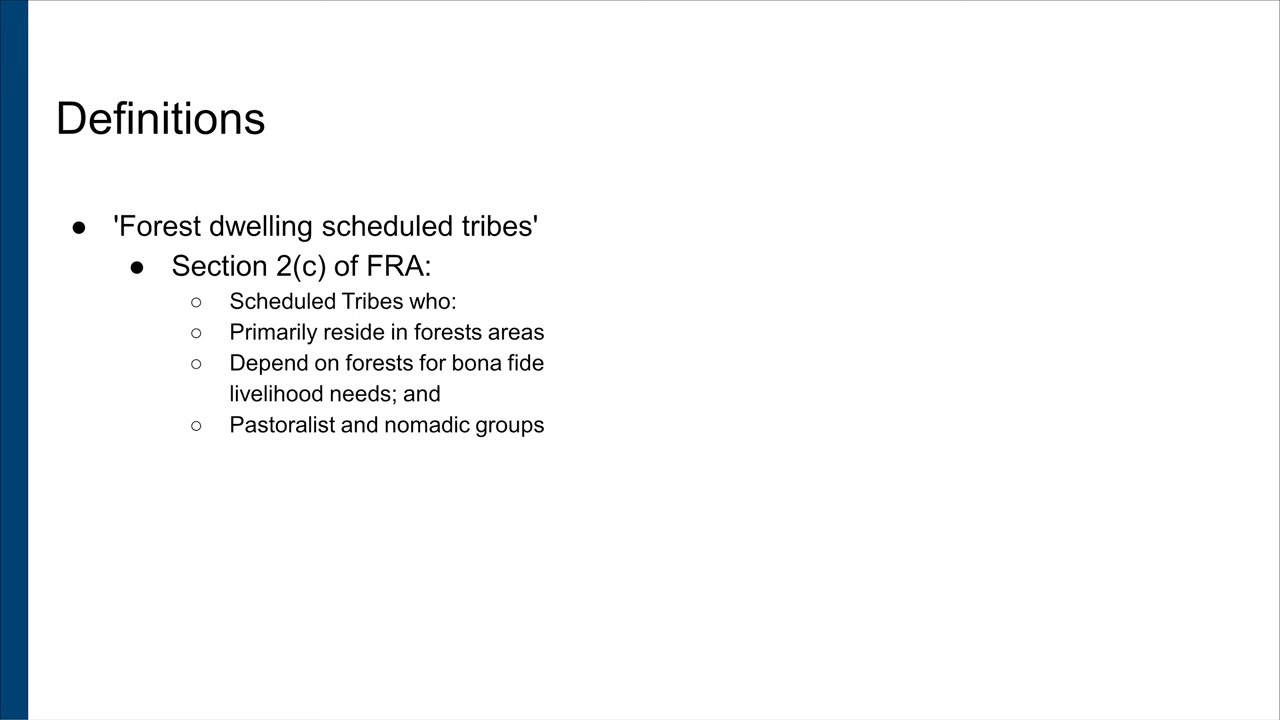 Definitions
● 'Forest dwelling scheduled tribes'
● Section 2(c) of FRA:
○ Scheduled Tribes who:
○ Primarily reside in forests areas
○ Depend on forests for bona fide
livelihood needs; and
○ Pastoralist and nomadic groups